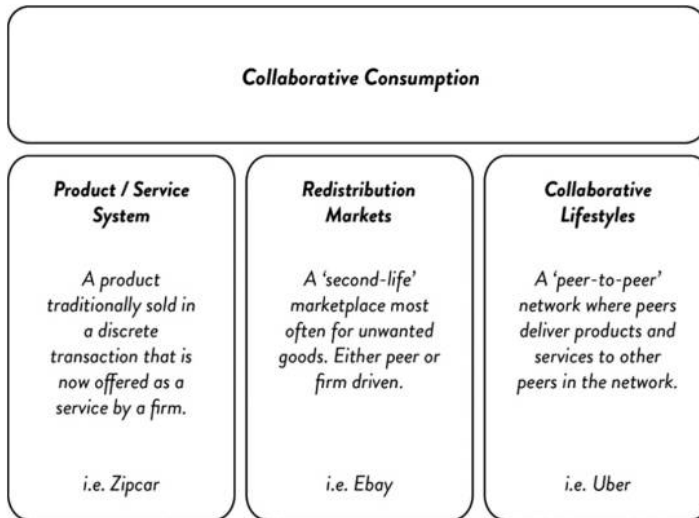 Collaborative Consumption
Product / Service
System
A product
traditionally sold in
a discrete
transaction that is
now offered as a
service by a firm.
i.e. Zipcar
Redistribution
Markets
A ‘second-life’
marketplace most
often for unwanted
goods. Either peer or
firm driven.
i.e. Ebay
Collaborative
Lifestyles
A ‘peer-to-peer’
network where peers
deliver products and
services to other
peers in the network.
i.e. Uber